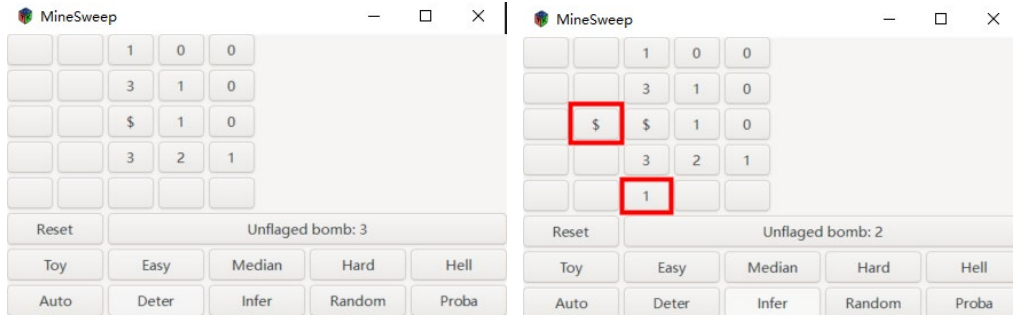 MineSweep
1 0 0
3 1 0
$ 1 0
3 2 1
Reset Unflaged bomb: 3
Toy Easy Median Hard Hell
Auto Deter Infer Random Proba
MineSweep
1 0 0
3 1 0
$ $ 1 0
3 2 1
1
Reset Unflaged bomb: 2
Toy Easy Median Hard Hell
Auto Deter Infer Random Proba